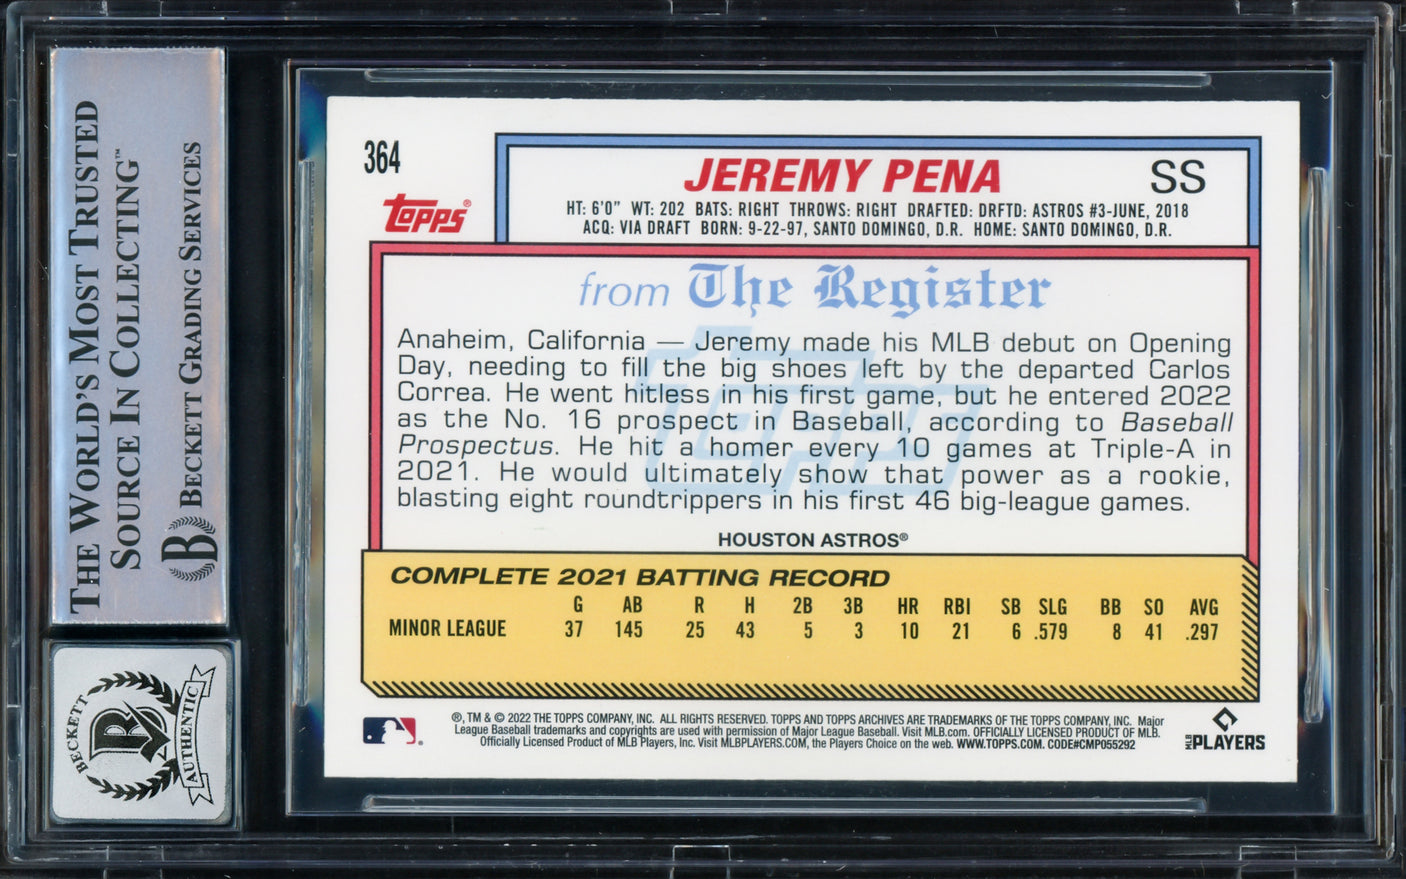 THE WORLD'S MOST TRUSTED
SOURCE IN COLLECTING™
BECKETT GRADING SERVICES
B
BECKETT
B
AUTHENTIC
364
Topps®
JEREMY PENA
SS
HT: 6'0" WT: 202 BATS: RIGHT THROWS: RIGHT DRAFTED: DRFTD: ASTROS #3-JUNE, 2018
ACQ: VIA DRAFT BORN: 9-22-97, SANTO DOMINGO, D.R. HOME: SANTO DOMINGO, D.R.
from The Register
Anaheim, California — Jeremy made his MLB debut on Opening
Day, needing to fill the big shoes left by the departed Carlos
Correa. He went hitless in his first game, but he entered 2022
as the No. 16 prospect in Baseball, according to Baseball
Prospectus. He hit a homer every 10 games at Triple-A in
2021. He would ultimately show that power as a rookie,
blasting eight roundtrippers in his first 46 big-league games.
Topps
HOUSTON ASTROS®
COMPLETE 2021 BATTING RECORD
G AB R H 2B 3B HR RBI SB SLG BB SO AVG
MINOR LEAGUE 37 145 25 43 5 3 10 21 6 .579 8 41 .297
®, TM & © 2022 THE TOPPS COMPANY, INC. ALL RIGHTS RESERVED. TOPPS AND TOPPS ARCHIVES ARE TRADEMARKS OF THE TOPPS COMPANY, INC. Major
League Baseball trademarks and copyrights are used with permission of Major League Baseball. Visit MLB.com. OFFICIALLY LICENSED PRODUCT OF MLB.
Officially Licensed Product of MLB Players, Inc. Visit MLBPLAYERS.COM, the Players Choice on the web. WWW.TOPPS.COM. CODE#CMP055292
MLB PLAYERS